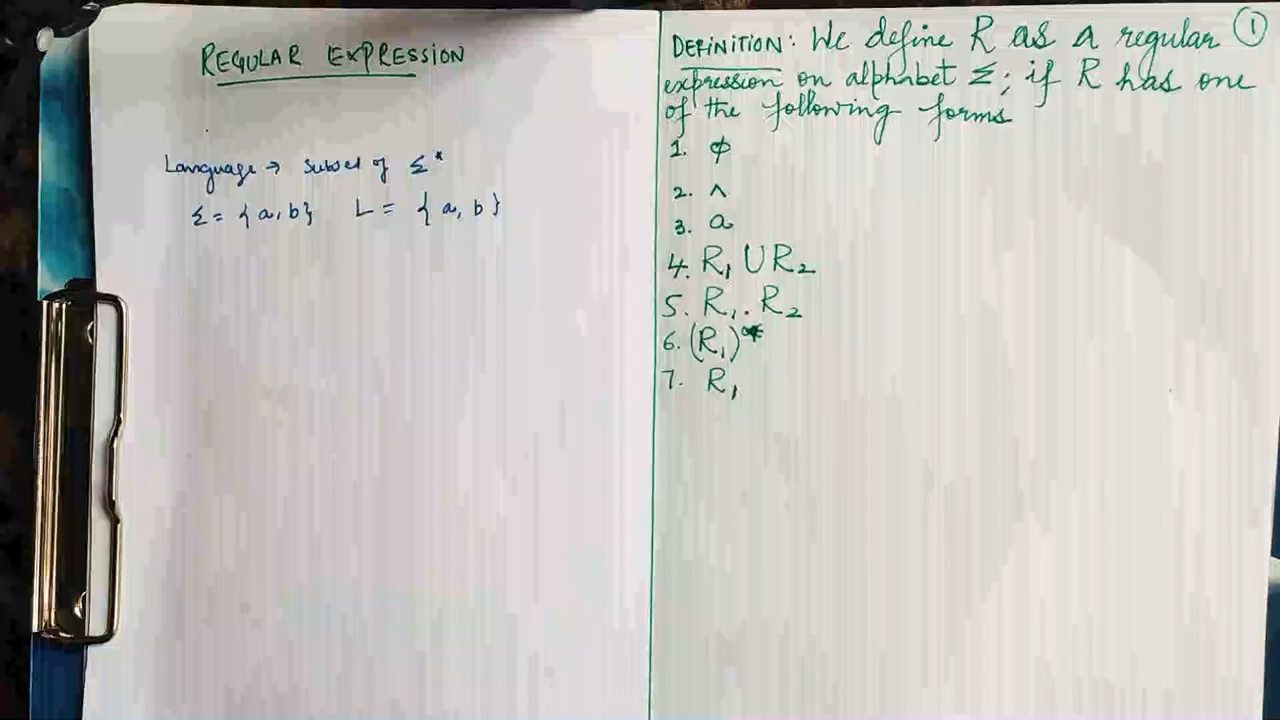 REGULAR EXPRESSION
Language → Subset of Σ*
Σ = {a, b} L = {a, b}
DEFINITION: We define R as a regular ①
expression on alphabet Σ; if R has one
of the following forms
1. φ
2. ∧
3. a
4. R₁ ∪ R₂
5. R₁. R₂
6. (R₁)*
7. R₁